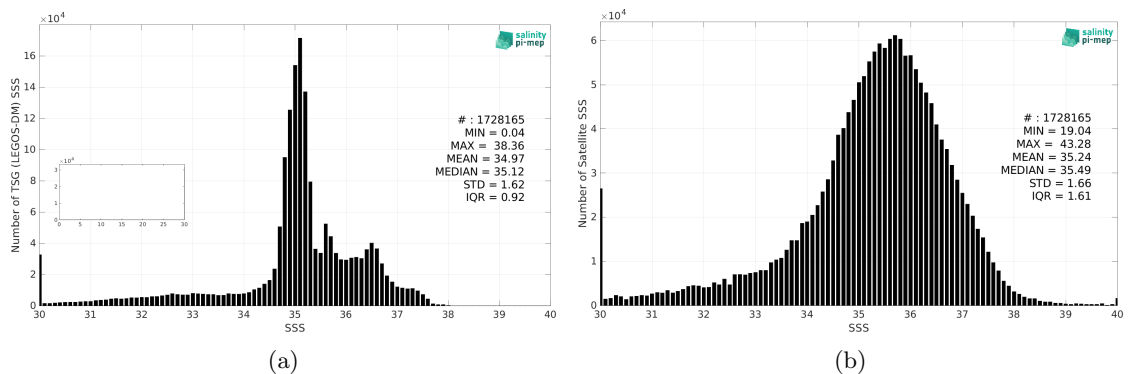 ×10⁴
16
14
12
10
8
6
4
2
0
Number of TSG (LEGOS-DM) SSS
salinity
pi-mep
# : 1728165
MIN = 0.04
MAX = 38.36
MEAN = 34.97
MEDIAN = 35.12
STD = 1.62
IQR = 0.92
×10⁴
3
2
1
0
0 5 10 15 20 25 30
30 31 32 33 34 35 36 37 38 39 40
SSS
(a)
×10⁴
6
5
4
3
2
1
0
Number of Satellite SSS
salinity
pi-mep
# : 1728165
MIN = 19.04
MAX = 43.28
MEAN = 35.24
MEDIAN = 35.49
STD = 1.66
IQR = 1.61
30 31 32 33 34 35 36 37 38 39 40
SSS
(b)